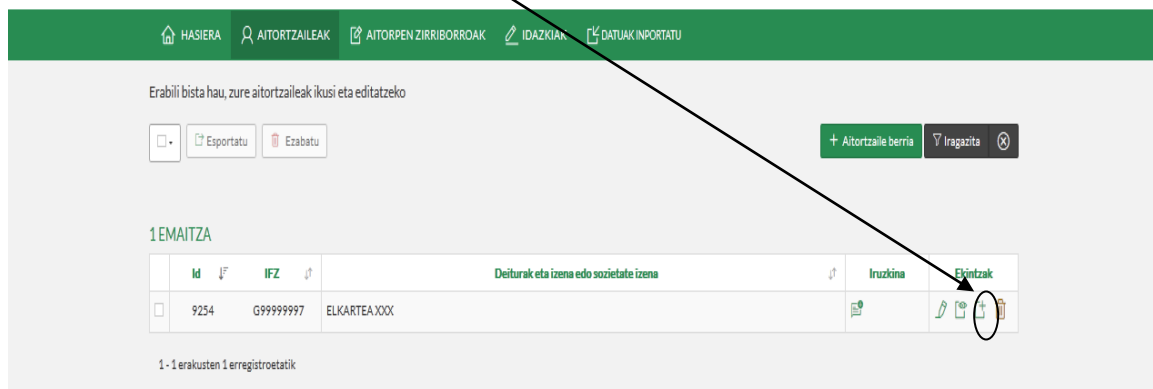 HASIERA AITORTZAILEAK AITORPEN ZIRRIBORROAK IDAZKIAK DATUAK INPORTATU
Erabili bista hau, zure aitortzaileak ikusi eta editatzeko
Esportatu Ezabatu + Aitortzaile berria Iragazita
1 EMAITZA
Id IFZ Deiturak eta izena edo sozietate izena Iruzkina Ekintzak
9254 G99999997 ELKARTEA XXX
1 - 1 erakusten 1 erregistroetatik